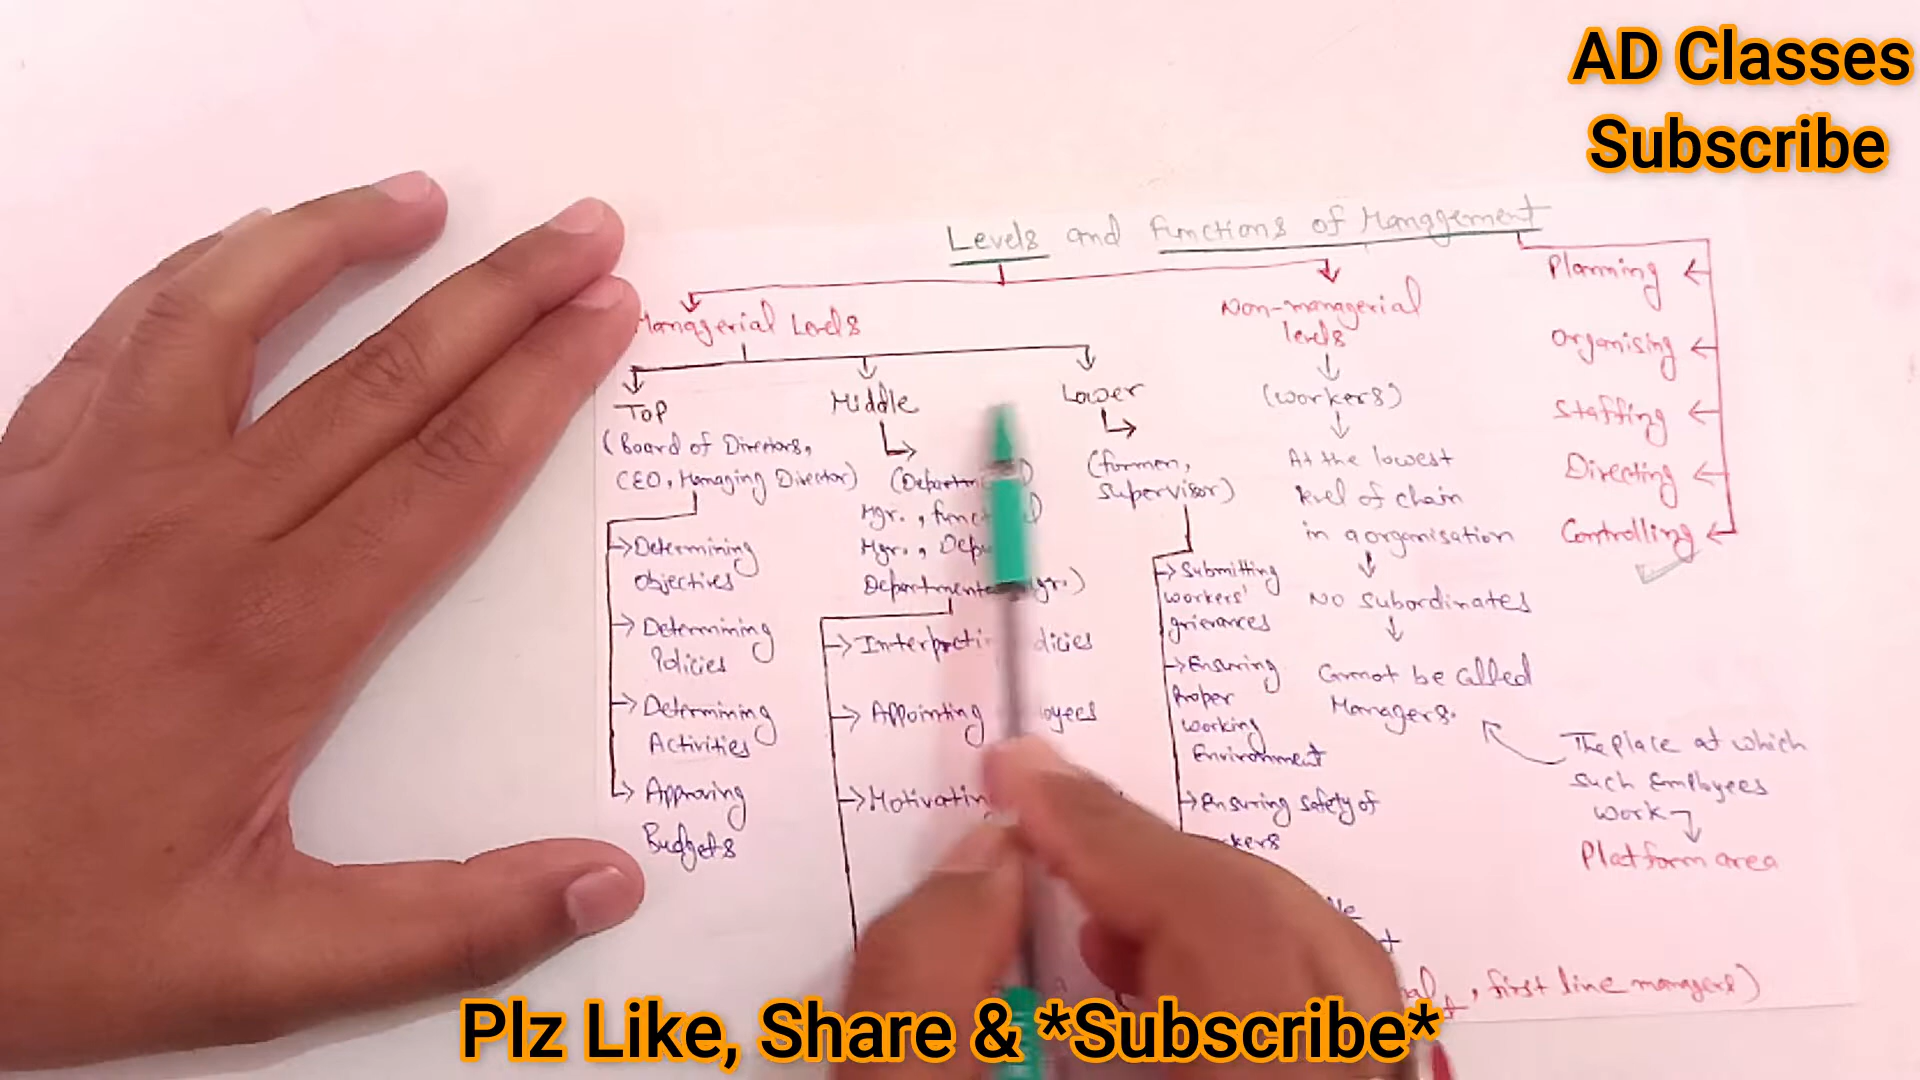 AD Classes
Subscribe
Levels and functions of Management
Managerial Levels
Non-managerial
levels
Planning
Organising
Staffing
Directing
Controlling
Top
(Board of Directors,
CEO, Managing Director)
Determining
objectives
Determining
Policies
Determining
Activities
Approving
Budgets
Middle
Mgr.,
Mgr.,
Appointing
Lower
(formen,
supervisor)
Submitting
workers'
grievances
Ensuring
Proper
working
Environment
Ensuring safety of
(workers)
At the lowest
level of chain
in a organisation
No subordinates
Cannot be called
Managers.
The place at which
such Employees
work
Platform area
, first line managers)
Plz Like, Share & *Subscribe*